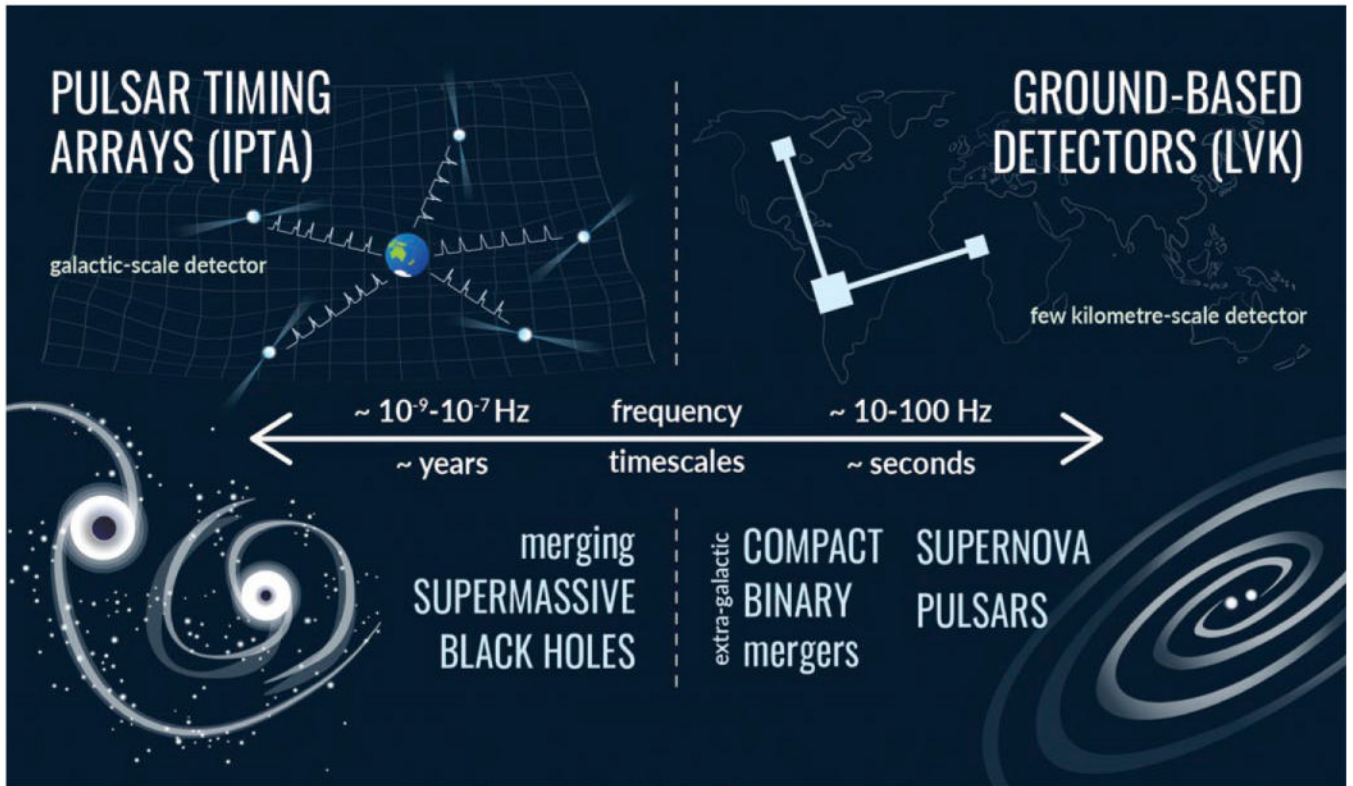 PULSAR TIMING
ARRAYS (IPTA)
galactic-scale detector
GROUND-BASED
DETECTORS (LVK)
few kilometre-scale detector
~ 10⁻⁹-10⁻⁷ Hz frequency ~ 10-100 Hz
~ years timescales ~ seconds
merging
SUPERMASSIVE
BLACK HOLES
extra-galactic
COMPACT
BINARY
mergers
SUPERNOVA
PULSARS